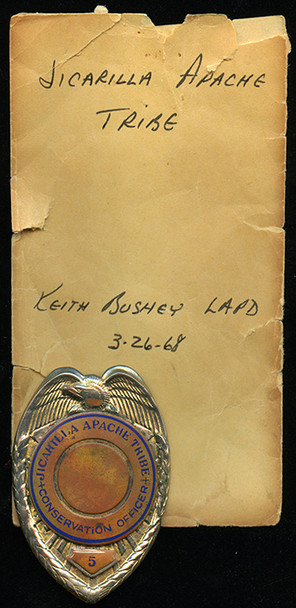 JICARILLA APACHE
TRIBE
KEITH BUSHEY LAPD
3-26-68
JICARILLA APACHE TRIBE
CONSERVATION OFFICER
5